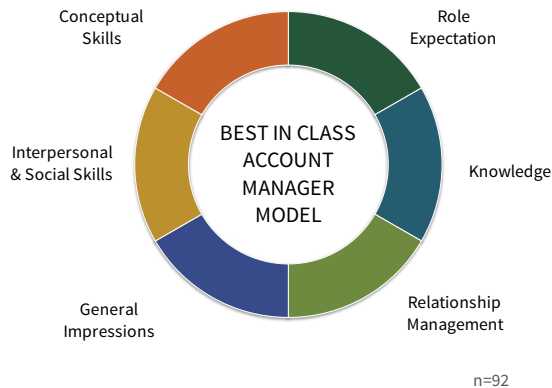 Conceptual
Skills
Role
Expectation
BEST IN CLASS
ACCOUNT
MANAGER
MODEL
Interpersonal
& Social Skills
Knowledge
General
Impressions
Relationship
Management
n=92